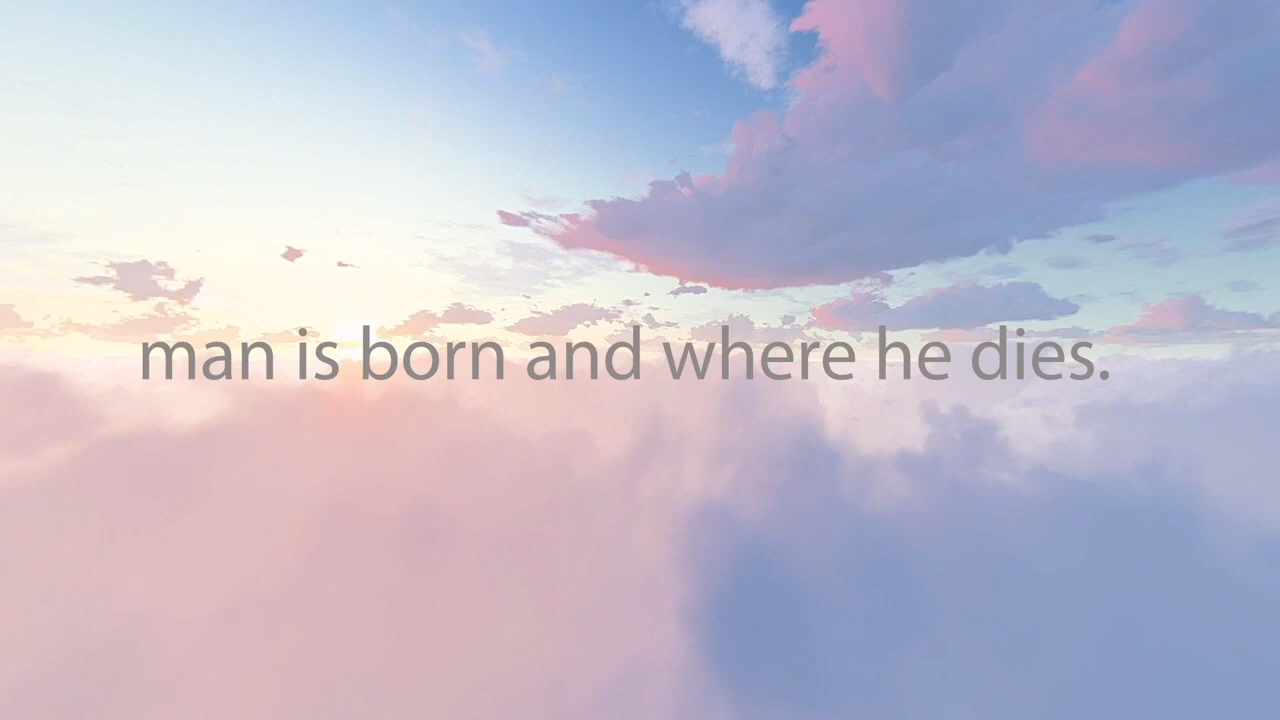 man is born and where he dies.